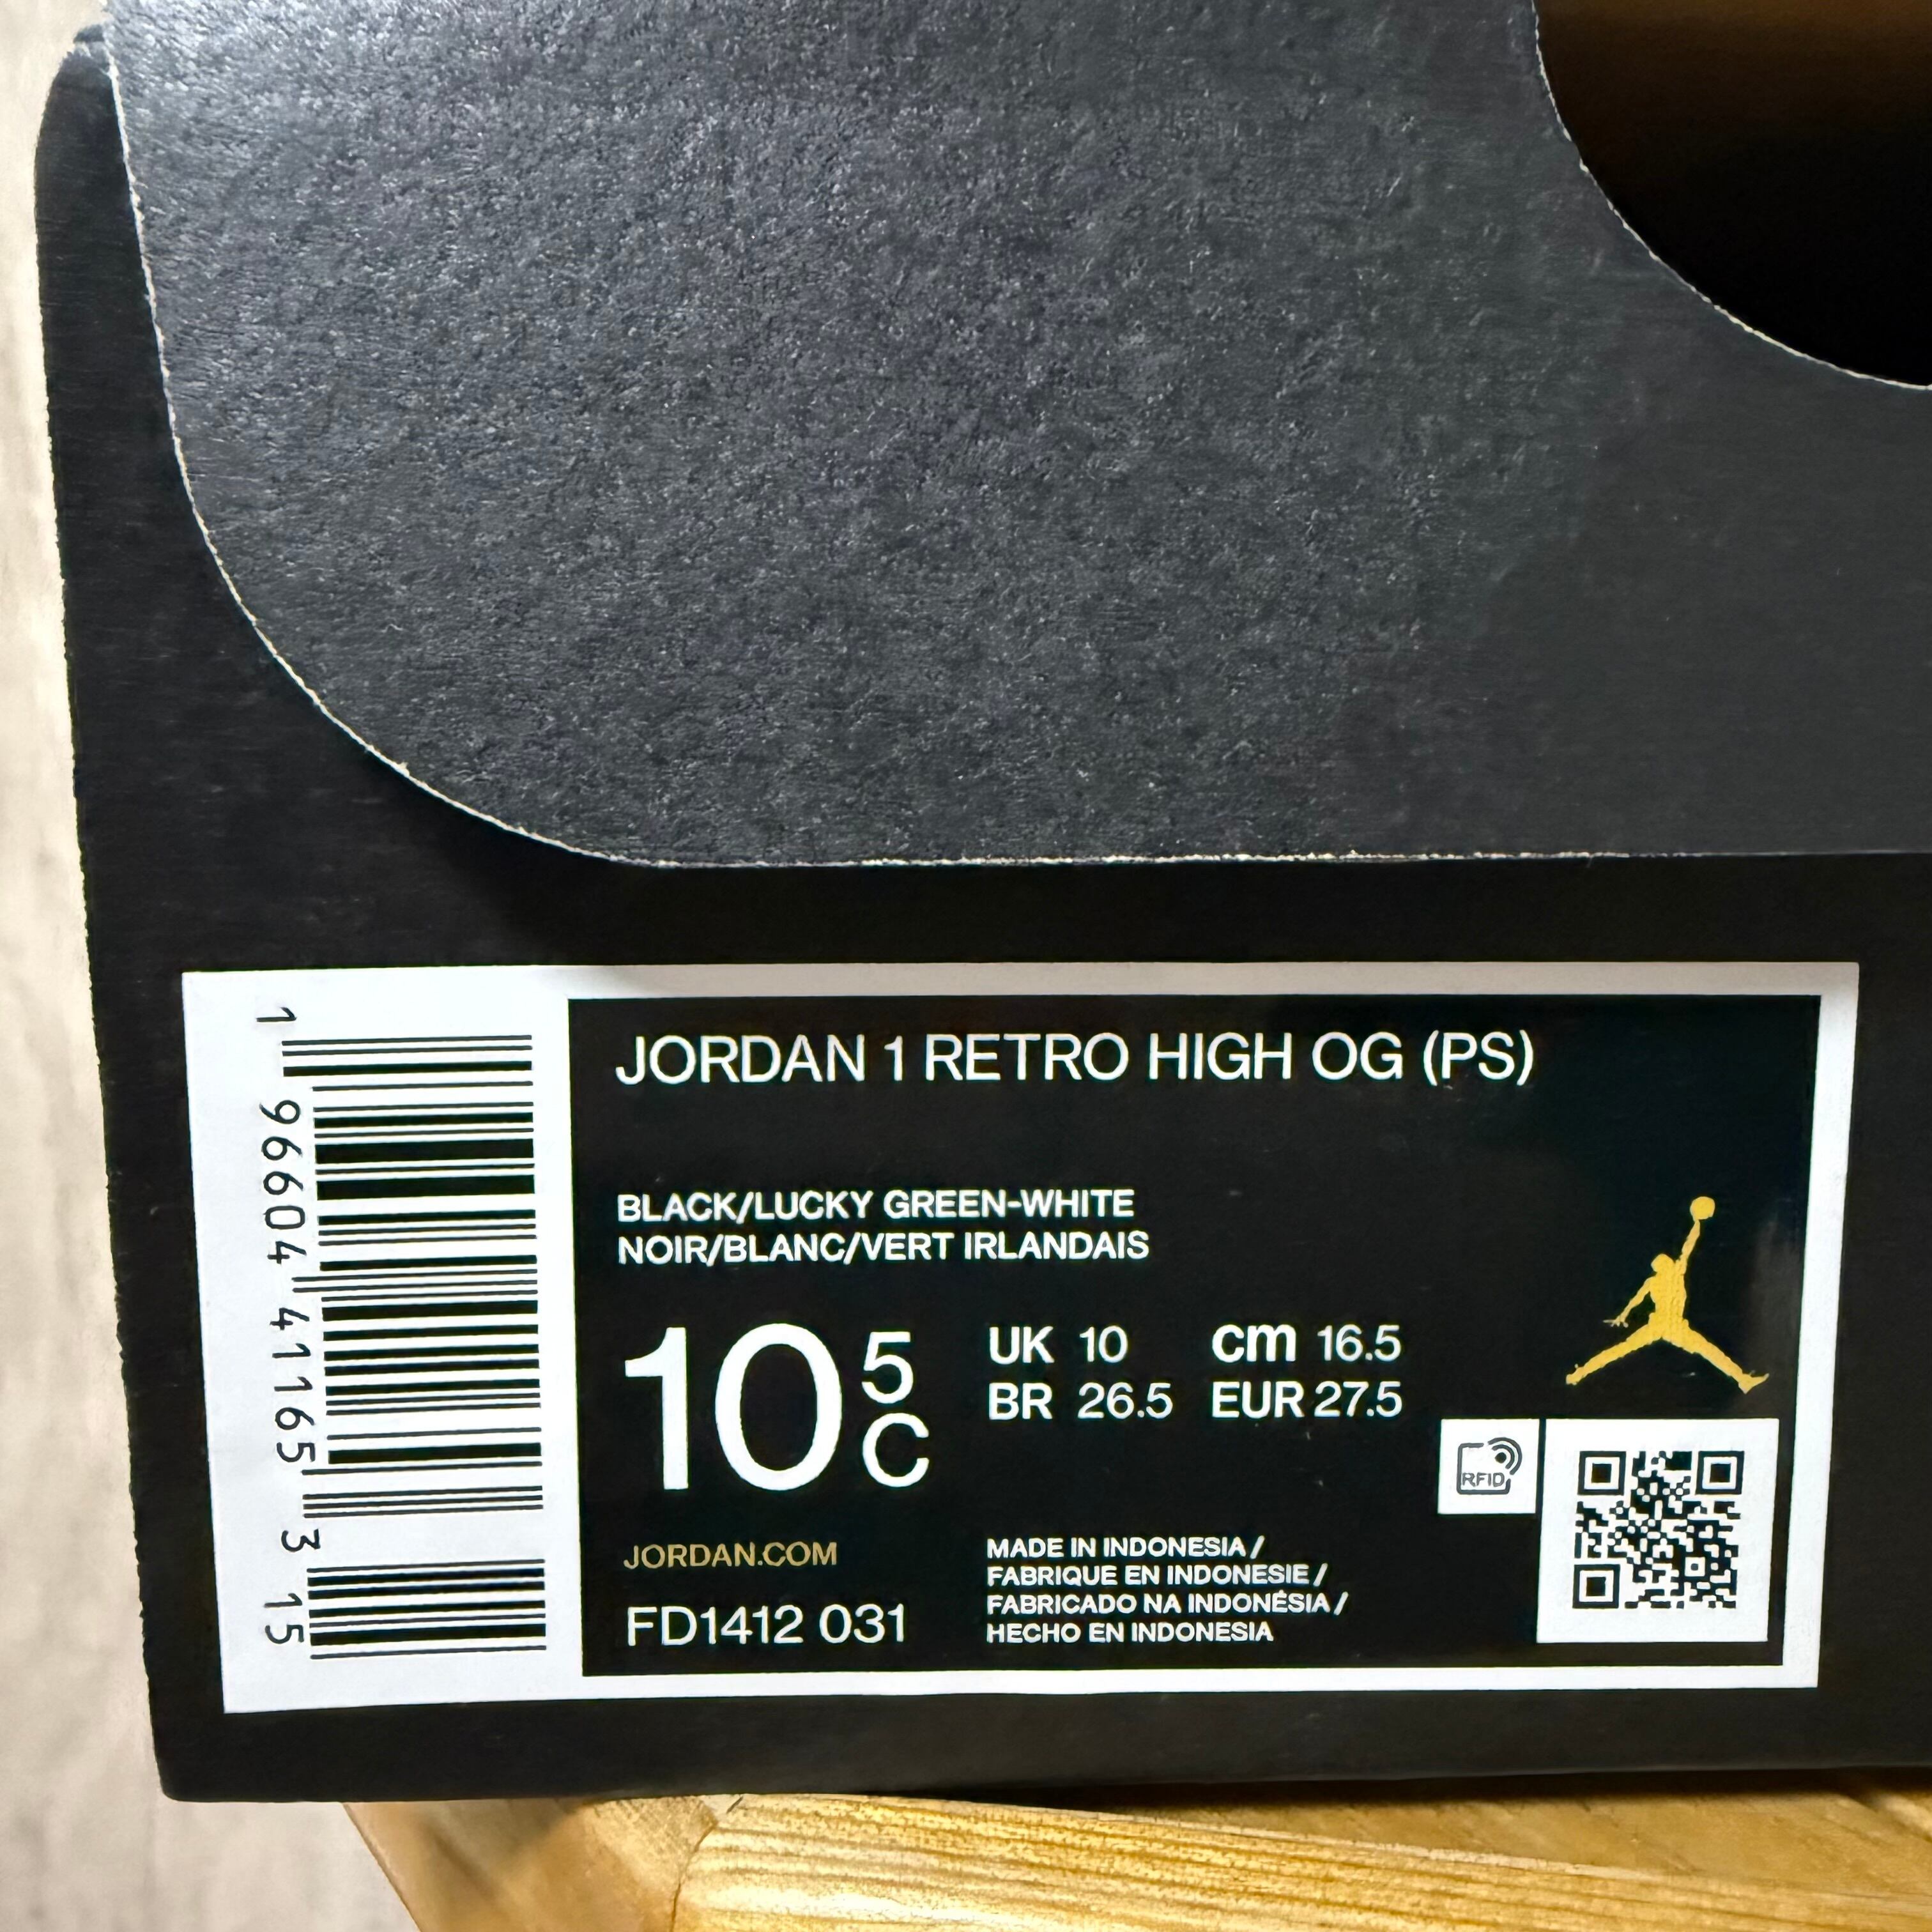 1 96604 41165 3 15
JORDAN 1 RETRO HIGH OG (PS)
BLACK/LUCKY GREEN-WHITE
NOIR/BLANC/VERT IRLANDAIS
10 5 C
UK 10 cm 16.5
BR 26.5 EUR 27.5
RFID
JORDAN.COM
FD1412 031
MADE IN INDONESIA /
FABRIQUE EN INDONESIE /
FABRICADO NA INDONÉSIA /
HECHO EN INDONESIA